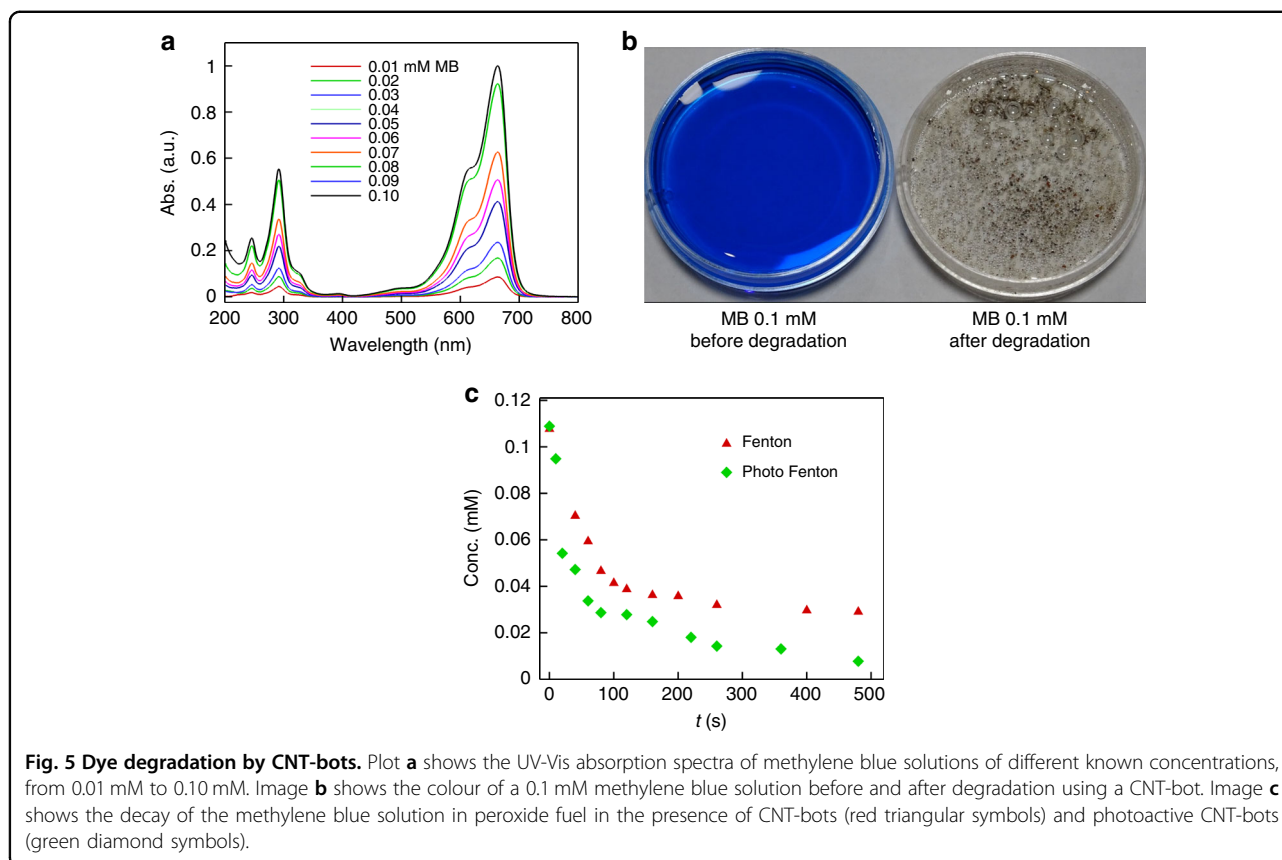 a
1
0.8
0.6
0.4
0.2
0
Abs. (a.u.)
200 300 400 500 600 700 800
Wavelength (nm)
0.01 mM MB
0.02
0.03
0.04
0.05
0.06
0.07
0.08
0.09
0.10
b
MB 0.1 mM
before degradation
MB 0.1 mM
after degradation
c
0.12
0.1
0.08
0.06
0.04
0.02
0
Conc. (mM)
Fenton
Photo Fenton
0 100 200 300 400 500
t (s)
Fig. 5 Dye degradation by CNT-bots. Plot a shows the UV-Vis absorption spectra of methylene blue solutions of different known concentrations,
from 0.01 mM to 0.10 mM. Image b shows the colour of a 0.1 mM methylene blue solution before and after degradation using a CNT-bot. Image c
shows the decay of the methylene blue solution in peroxide fuel in the presence of CNT-bots (red triangular symbols) and photoactive CNT-bots
(green diamond symbols).